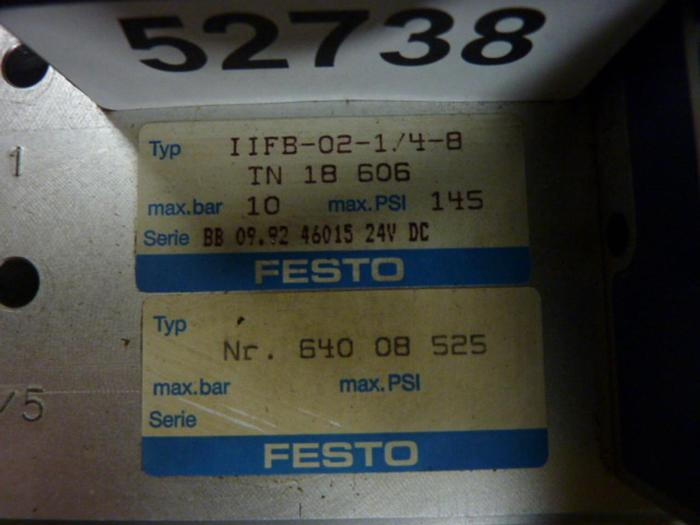 52738
1
Typ IIFB-02-1/4-8
TN 18 606
max.bar 10 max.PSI 145
Serie BB 09.92 46015 24V DC
FESTO
Typ
Nr. 640 08 525
max.bar max.PSI
/5
Serie
FESTO